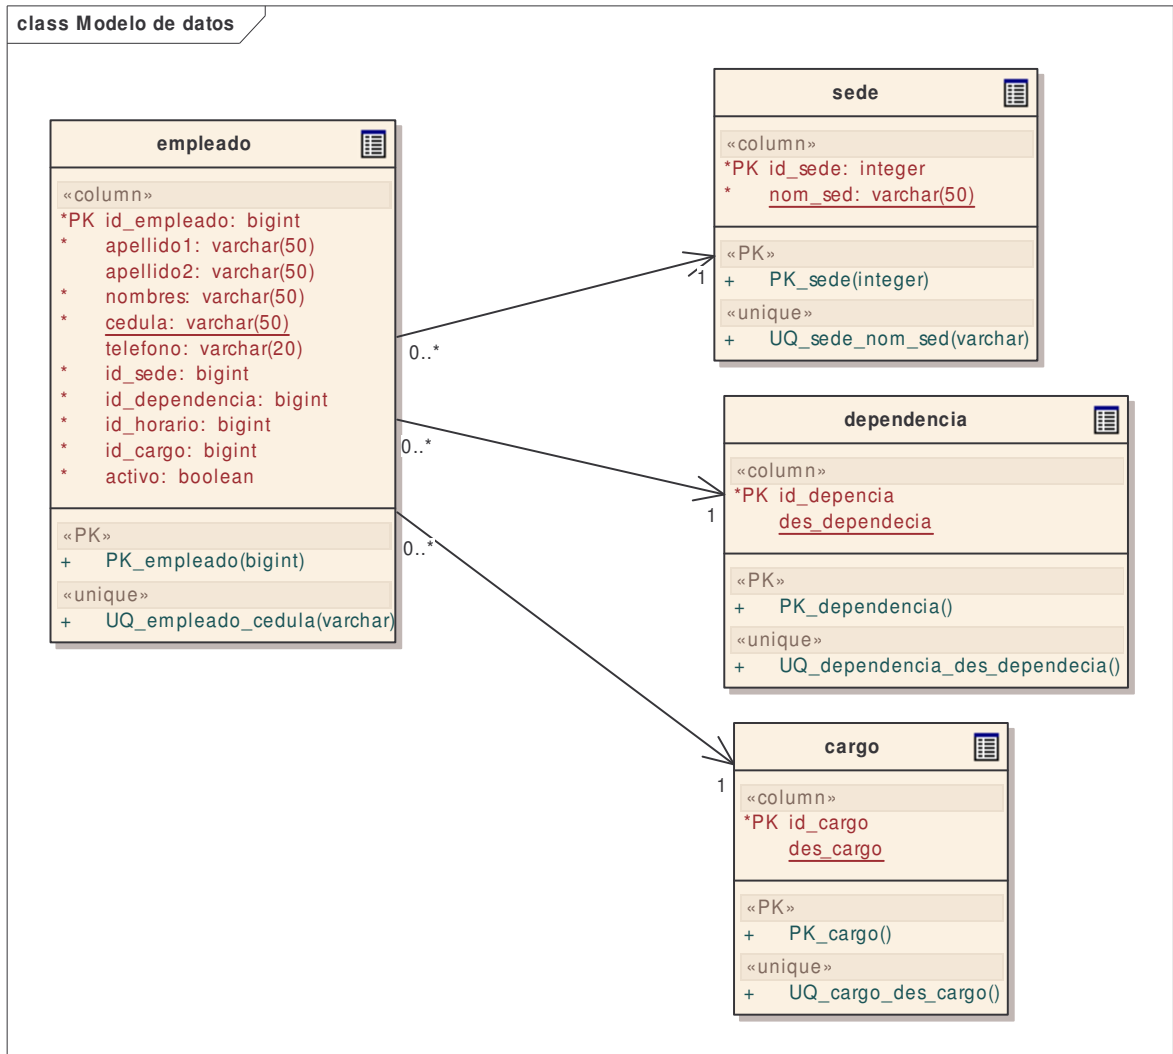 class Modelo de datos
empleado
«column»
*PK id_empleado: bigint
* apellido1: varchar(50)
apellido2: varchar(50)
* nombres: varchar(50)
* cedula: varchar(50)
telefono: varchar(20)
* id_sede: bigint
* id_dependencia: bigint
* id_horario: bigint
* id_cargo: bigint
* activo: boolean
«PK»
+ PK_empleado(bigint)
«unique»
+ UQ_empleado_cedula(varchar)
0..*
1
0..*
1
0..*
1
sede
«column»
*PK id_sede: integer
* nom_sed: varchar(50)
«PK»
+ PK_sede(integer)
«unique»
+ UQ_sede_nom_sed(varchar)
dependencia
«column»
*PK id_depencia
des_dependecia
«PK»
+ PK_dependencia()
«unique»
+ UQ_dependencia_des_dependecia()
cargo
«column»
*PK id_cargo
des_cargo
«PK»
+ PK_cargo()
«unique»
+ UQ_cargo_des_cargo()